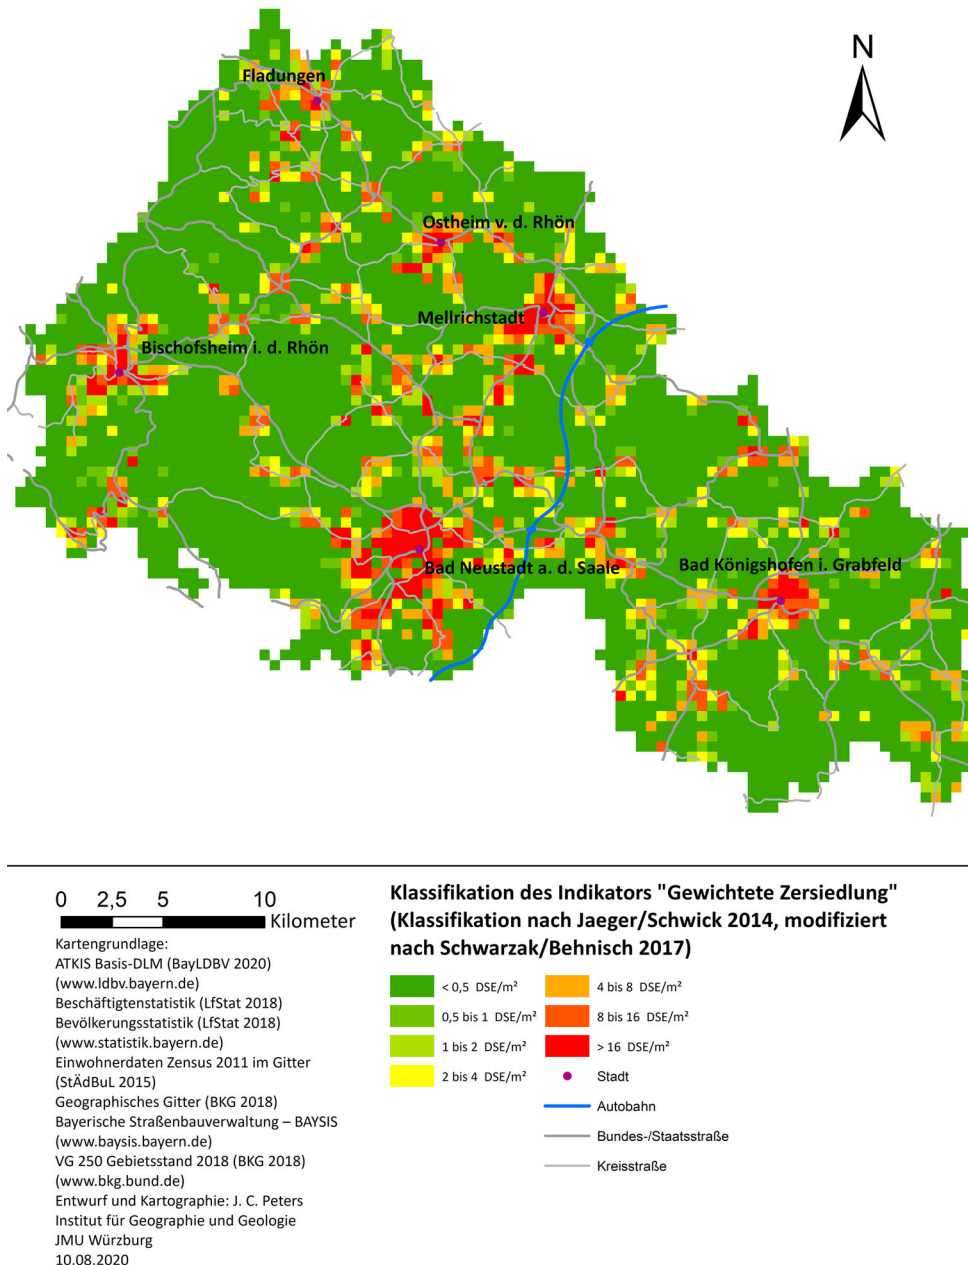 N
Fladungen
Ostheim v. d. Rhön
Mellrichstadt
Bischofsheim i. d. Rhön
Bad Neustadt a. d. Saale
Bad Königshofen i. Grabfeld
0 2,5 5 10
Kilometer
Kartengrundlage:
ATKIS Basis-DLM (BayLDBV 2020)
(www.ldbv.bayern.de)
Beschäftigtenstatistik (LfStat 2018)
Bevölkerungsstatistik (LfStat 2018)
(www.statistik.bayern.de)
Einwohnerdaten Zensus 2011 im Gitter
(StÄdBuL 2015)
Geographisches Gitter (BKG 2018)
Bayerische Straßenbauverwaltung – BAYSIS
(www.baysis.bayern.de)
VG 250 Gebietsstand 2018 (BKG 2018)
(www.bkg.bund.de)
Entwurf und Kartographie: J. C. Peters
Institut für Geographie und Geologie
JMU Würzburg
10.08.2020
Klassifikation des Indikators "Gewichtete Zersiedlung"
(Klassifikation nach Jaeger/Schwick 2014, modifiziert
nach Schwarzak/Behnisch 2017)
< 0,5 DSE/m²
0,5 bis 1 DSE/m²
1 bis 2 DSE/m²
2 bis 4 DSE/m²
4 bis 8 DSE/m²
8 bis 16 DSE/m²
> 16 DSE/m²
Stadt
Autobahn
Bundes-/Staatsstraße
Kreisstraße